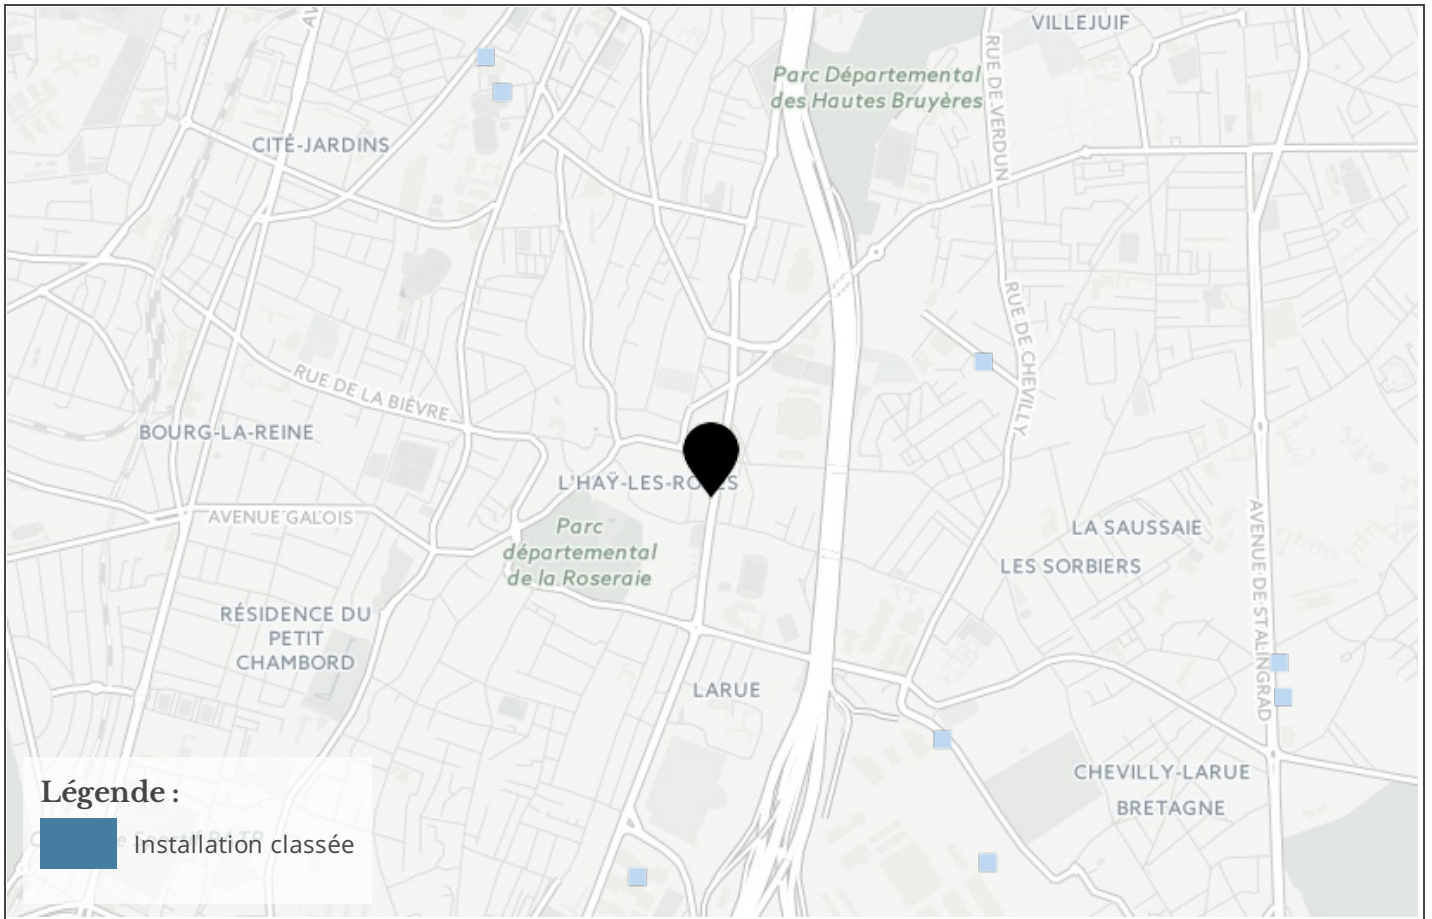 VILLEJUIF
AV
Parc Départemental
des Hautes Bruyères
RUE DE VERDUN
CITÉ-JARDINS
RUE DE CHEVILLY
RUE DE LA BIÈVRE
BOURG-LA-REINE
L'HAŸ-LES-RO ES
AVENUE GALOIS
Parc
départemental
de la Roseraie
LA SAUSSAIE
LES SORBIERS
AVENUE DE STALINGRAD
RÉSIDENCE DU
PETIT
CHAMBORD
LARUE
CHEVILLY-LARUE
BRETAGNE
Légende :
Installation classée